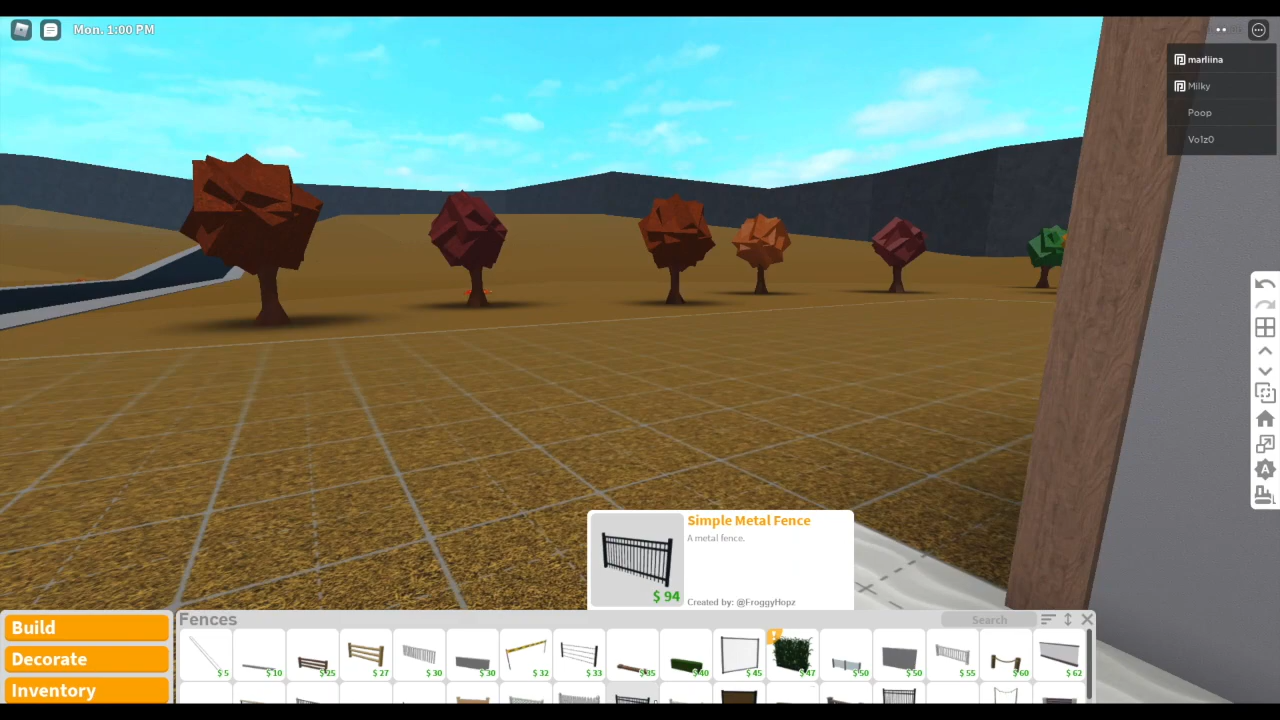 Mon. 1:00 PM
marliina
Milky
Poop
Vo1z0
A
Simple Metal Fence
A metal fence.
$ 94
Created by: @FroggyHopz
Build
Decorate
Inventory
Fences
Search
$ 5
$ 10
$ 25
$ 27
$ 30
$ 30
$ 32
$ 33
$ 35
$ 40
$ 45
$ 47
$ 50
$ 50
$ 55
$ 60
$ 62